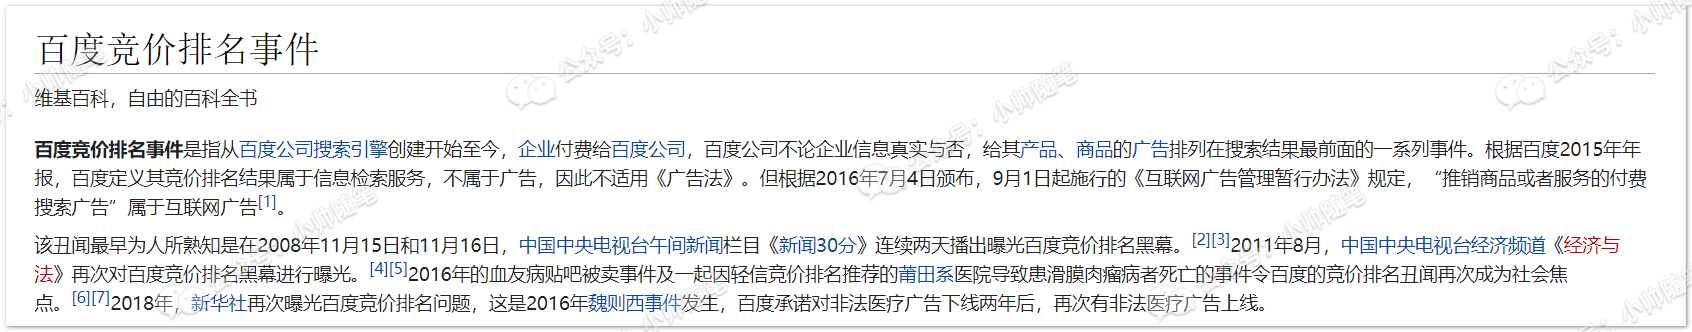 百度竞价排名事件
维基百科，自由的百科全书
百度竞价排名事件是指从百度公司搜索引擎创建开始至今，企业付费给百度公司，百度公司不论企业信息真实与否，给其产品、商品的广告排列在搜索结果最前面的一系列事件。根据百度2015年年
报，百度定义其竞价排名结果属于信息检索服务，不属于广告，因此不适用《广告法》。但根据2016年7月4日颁布，9月1日起施行的《互联网广告管理暂行办法》规定，“推销商品或者服务的付费
搜索广告”属于互联网广告[1]。
该丑闻最早为人所熟知是在2008年11月15日和11月16日，中国中央电视台午间新闻栏目《新闻30分》连续两天播出曝光百度竞价排名黑幕。[2][3]2011年8月，中国中央电视台经济频道《经济与
法》再次对百度竞价排名黑幕进行曝光。[4][5]2016年的血友病贴吧被卖事件及一起因轻信竞价排名推荐的莆田系医院导致患滑膜肉瘤病者死亡的事件令百度的竞价排名丑闻再次成为社会焦
点。[6][7]2018年，新华社再次曝光百度竞价排名问题，这是2016年魏则西事件发生，百度承诺对非法医疗广告下线两年后，再次有非法医疗广告上线。
公众号：小帅随笔